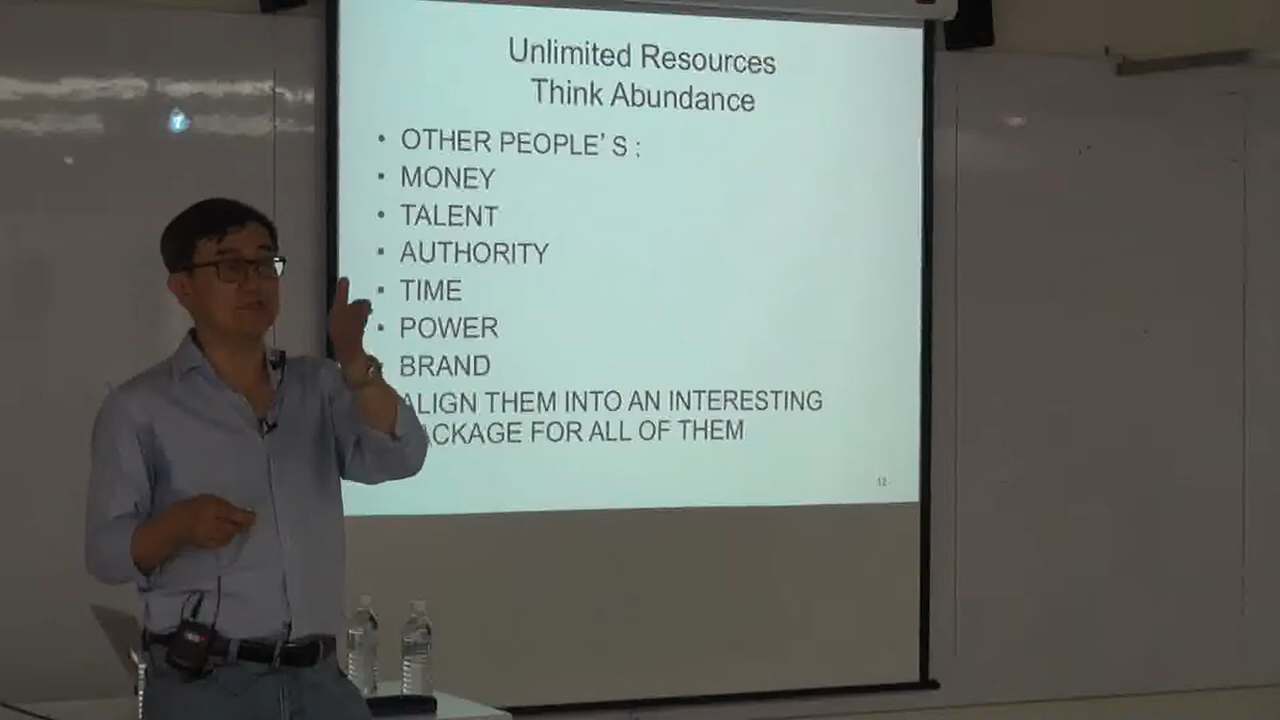 Unlimited Resources
Think Abundance
• OTHER PEOPLE' S :
• MONEY
• TALENT
• AUTHORITY
• TIME
• POWER
BRAND
ALIGN THEM INTO AN INTERESTING
ACKAGE FOR ALL OF THEM
12